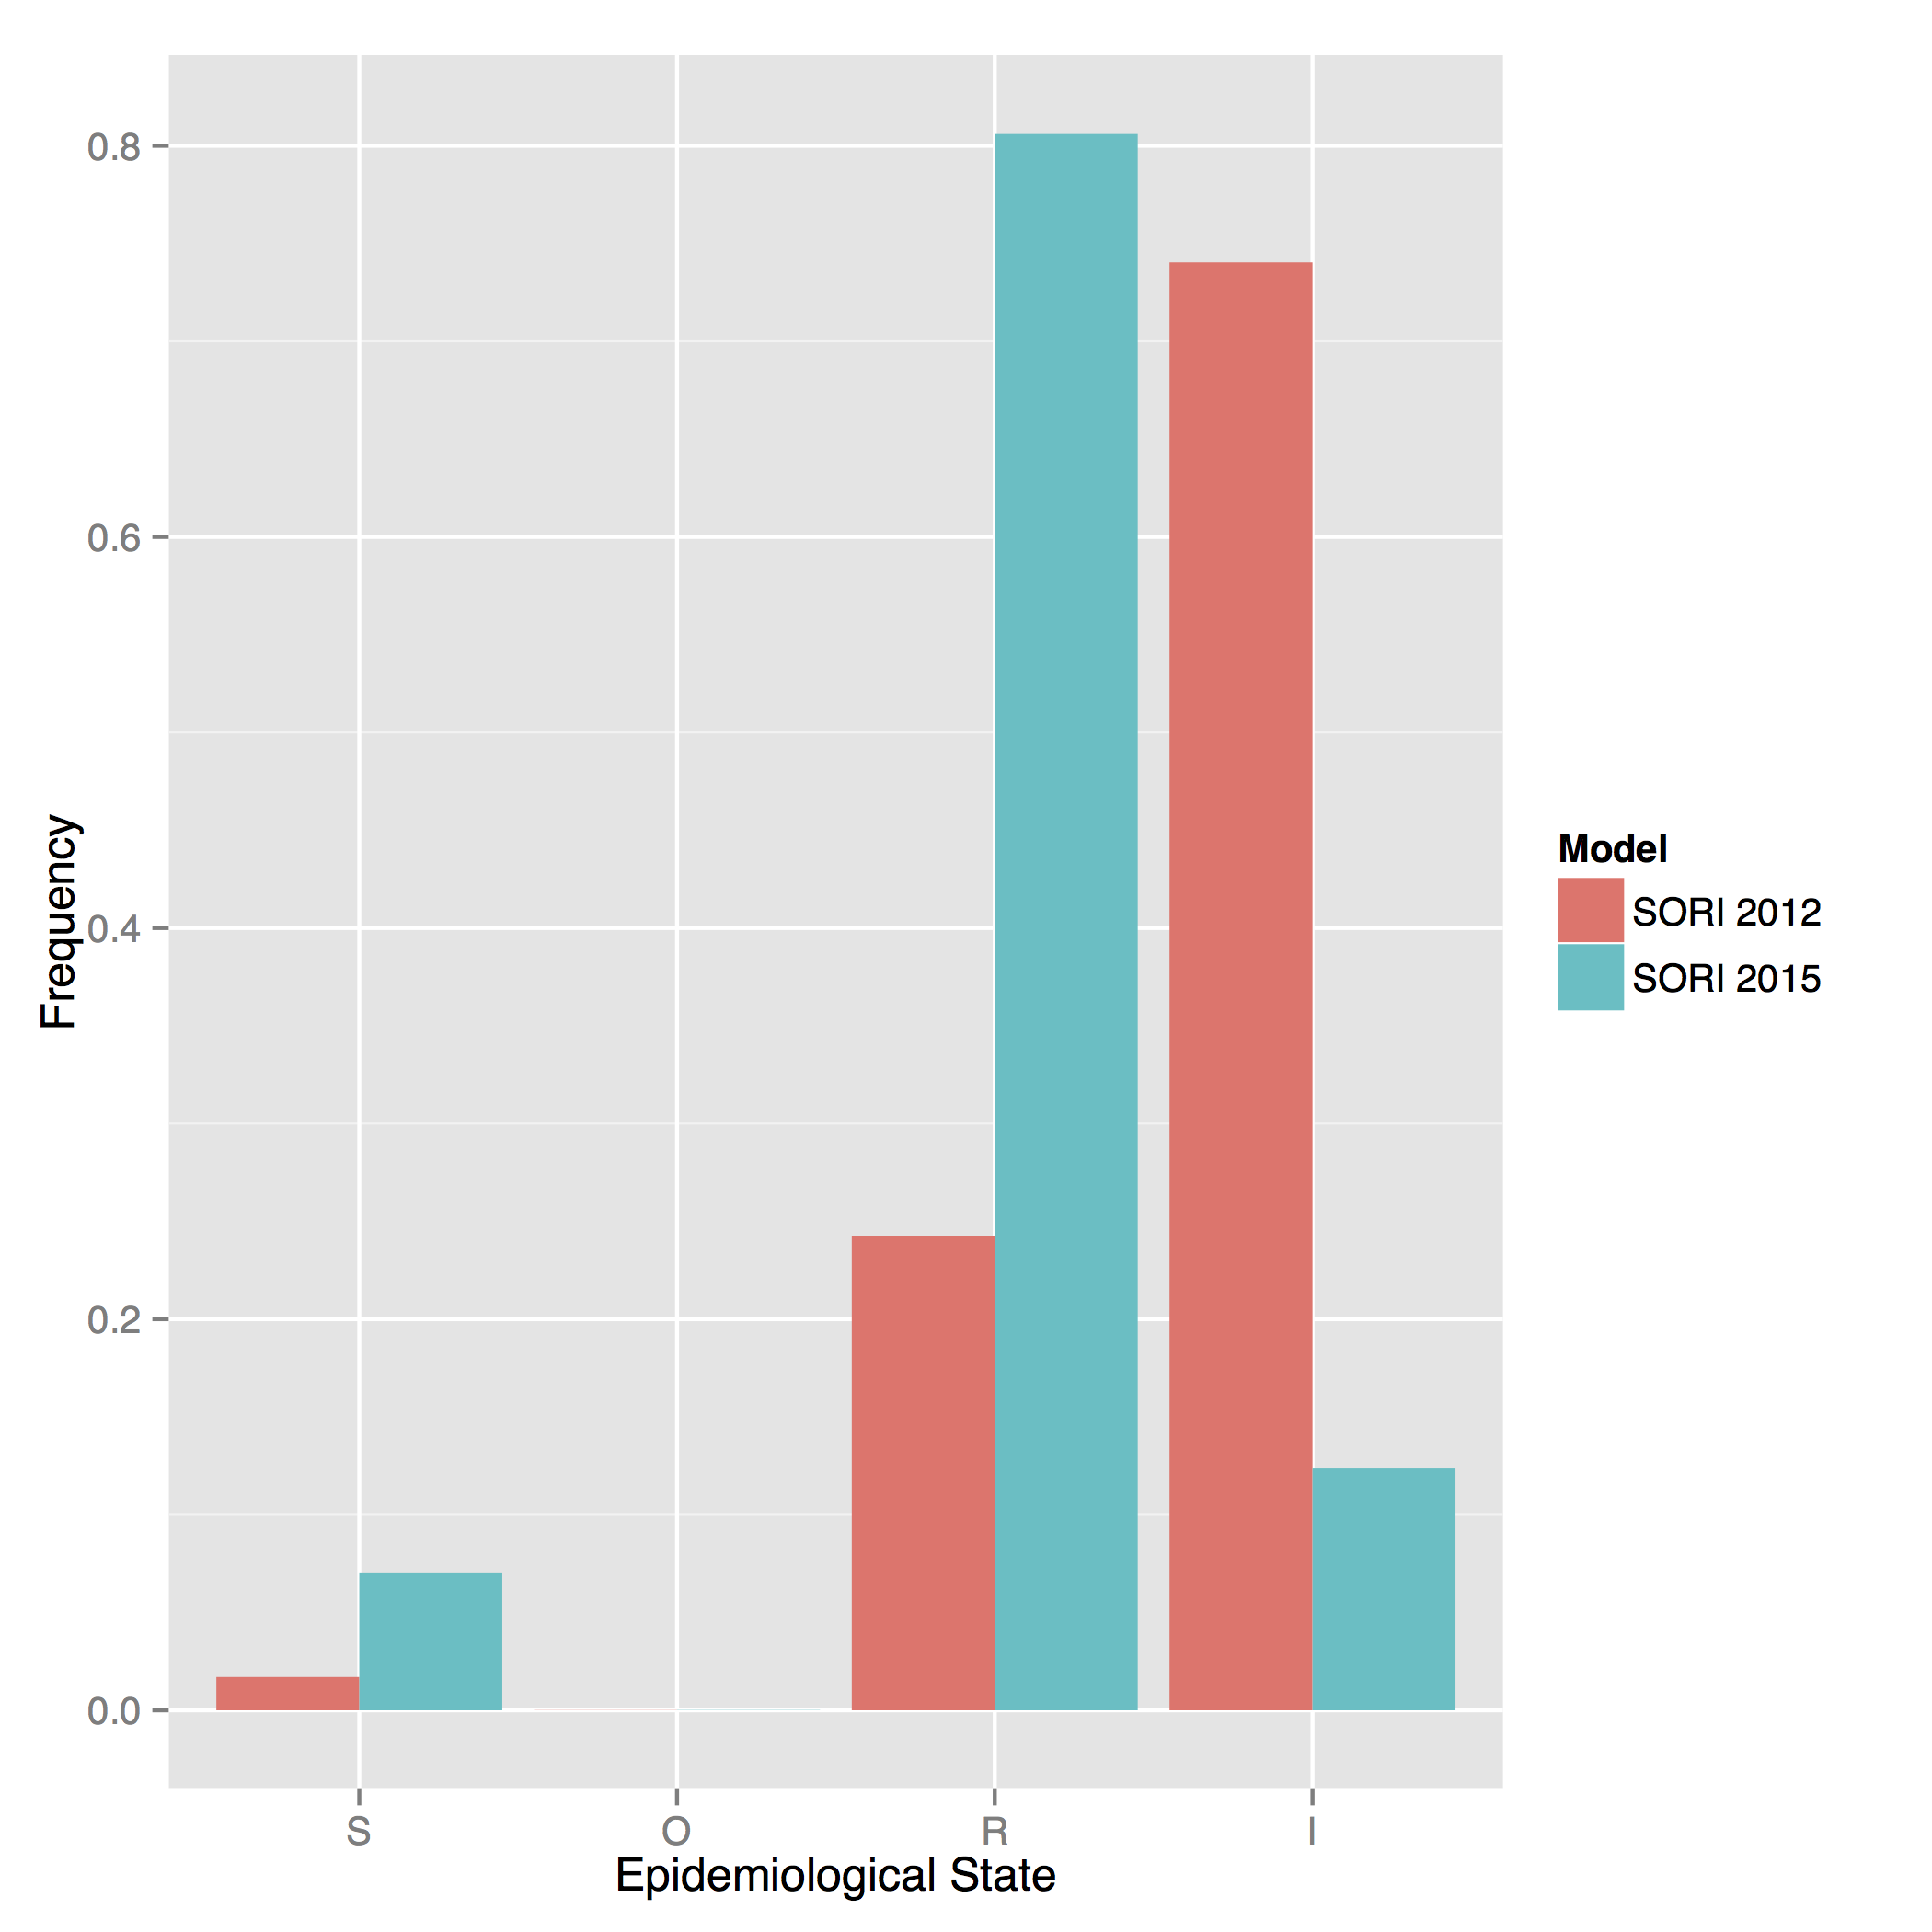 0.8
0.6
0.4
0.2
0.0
Frequency
S O R I
Epidemiological State
Model
SORI 2012
SORI 2015